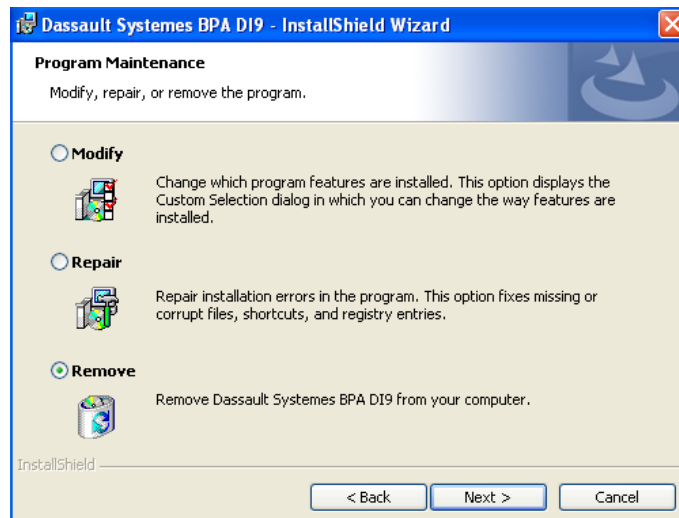 Dassault Systemes BPA DI9 - InstallShield Wizard
Program Maintenance
Modify, repair, or remove the program.
Modify
Change which program features are installed. This option displays the
Custom Selection dialog in which you can change the way features are
installed.
Repair
Repair installation errors in the program. This option fixes missing or
corrupt files, shortcuts, and registry entries.
Remove
Remove Dassault Systemes BPA DI9 from your computer.
InstallShield
< Back Next > Cancel